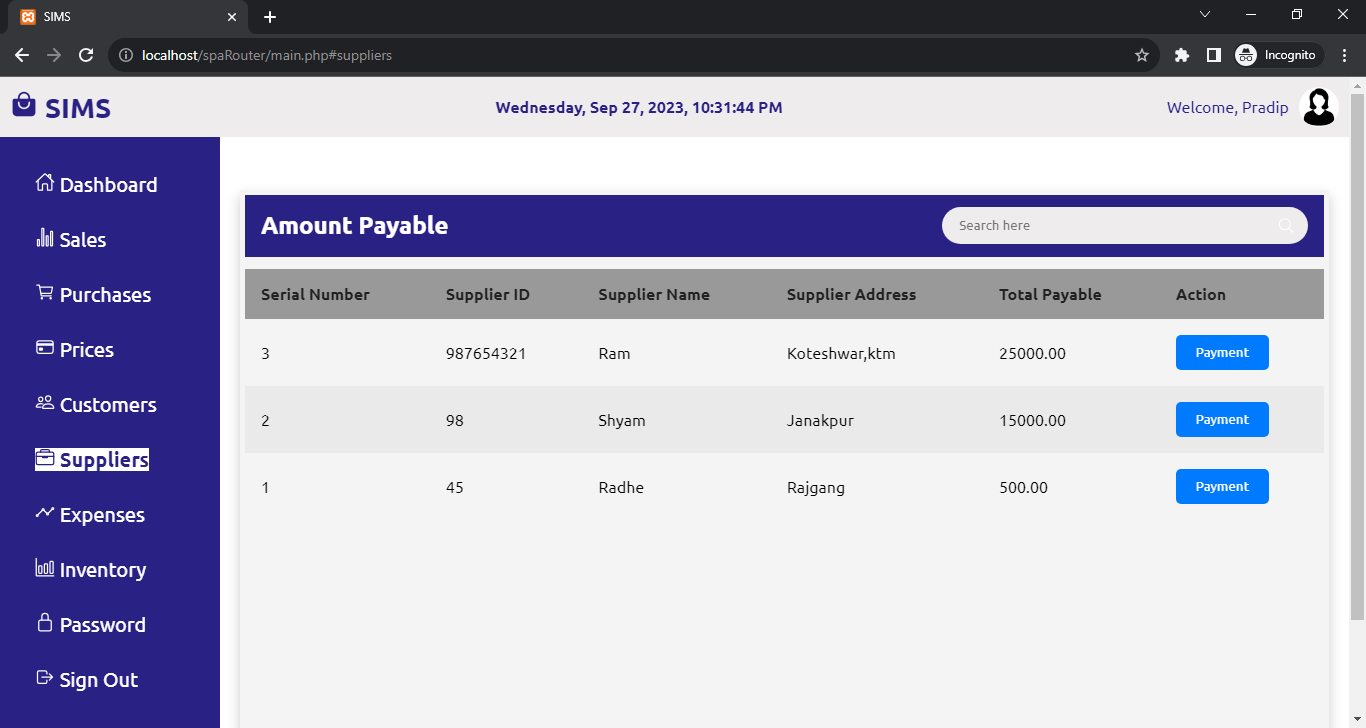 SIMS
localhost/spaRouter/main.php#suppliers
Incognito
SIMS
Wednesday, Sep 27, 2023, 10:31:44 PM
Welcome, Pradip
Dashboard
Sales
Purchases
Prices
Customers
Suppliers
Expenses
Inventory
Password
Sign Out
Amount Payable
Search here
Serial Number Supplier ID Supplier Name Supplier Address Total Payable Action
3 987654321 Ram Koteshwar,ktm 25000.00 Payment
2 98 Shyam Janakpur 15000.00 Payment
1 45 Radhe Rajgang 500.00 Payment